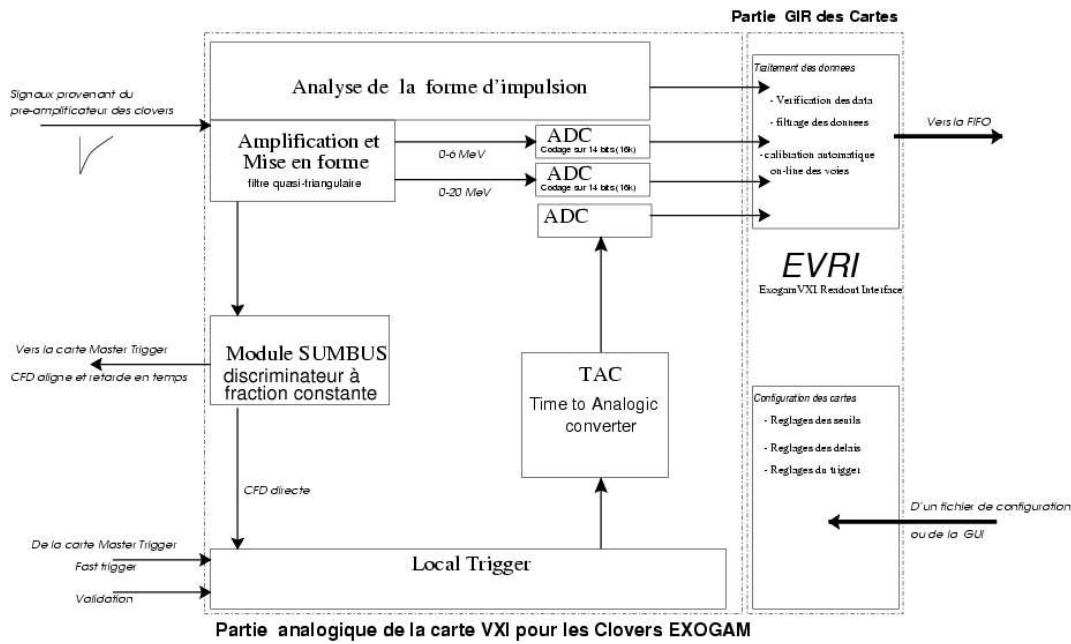 Partie GIR des Cartes
Signaux provenant du
pre-amplificateur des clovers
Analyse de la forme d'impulsion
Amplification et
Mise en forme
filtre quasi-triangulaire
0-6 MeV
0-20 MeV
ADC
Codage sur 14 bits (16k)
ADC
Codage sur 14 bits (16k)
ADC
Traitement des donnees
- Verification des data
- filtrage des donnees
-calibration automatique
on-line des voies
Vers la FIFO
EVRI
ExogamVXI Readout Interface
Vers la carte Master Trigger
CFD aligne et retarde en temps
Module SUMBUS
discriminateur à
fraction constante
TAC
Time to Analogic
converter
CFD directe
Configuration des cartes
- Reglages des seuils
- Reglages des delais
- Reglages du trigger
D'un fichier de configuration
ou de la GUI
De la carte Master Trigger
Fast trigger
Validation
Local Trigger
Partie analogique de la carte VXI pour les Clovers EXOGAM